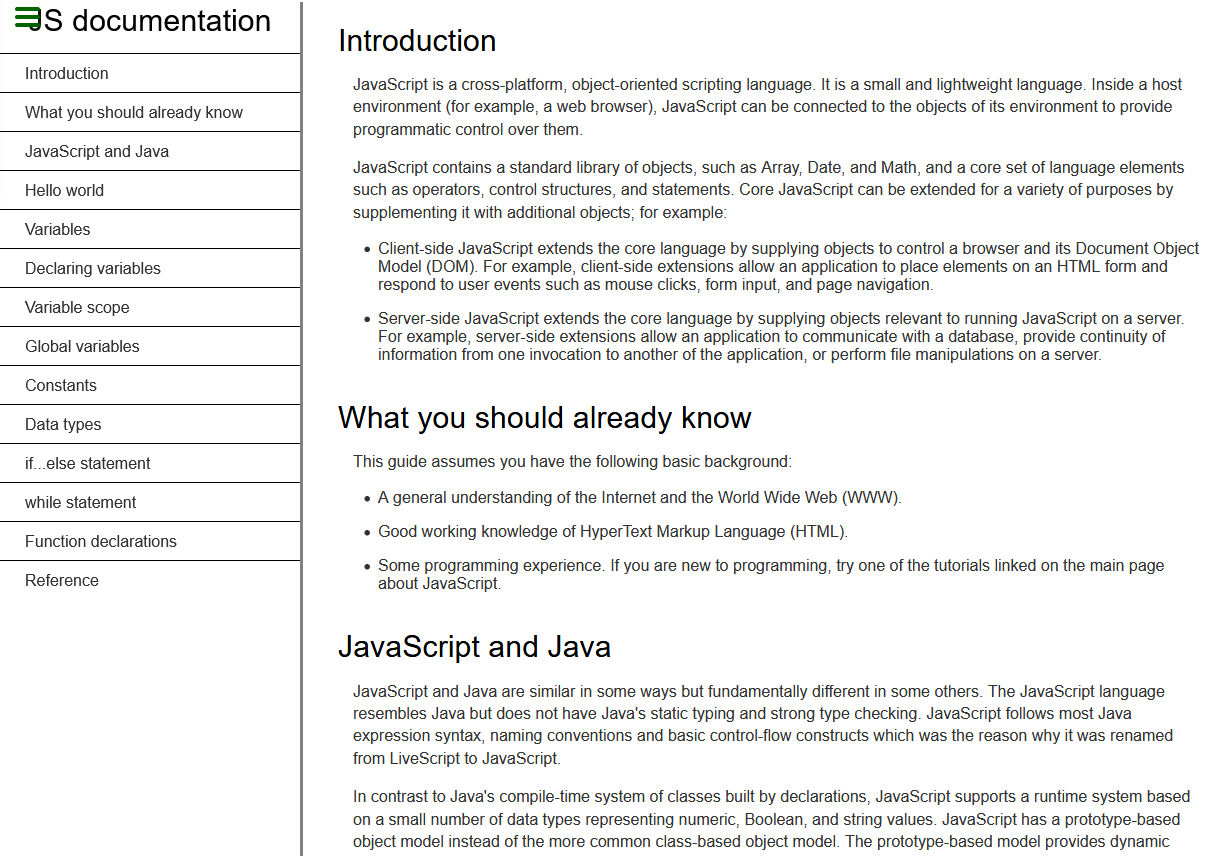 JS documentation
Introduction
What you should already know
JavaScript and Java
Hello world
Variables
Declaring variables
Variable scope
Global variables
Constants
Data types
if...else statement
while statement
Function declarations
Reference
Introduction
JavaScript is a cross-platform, object-oriented scripting language. It is a small and lightweight language. Inside a host
environment (for example, a web browser), JavaScript can be connected to the objects of its environment to provide
programmatic control over them.
JavaScript contains a standard library of objects, such as Array, Date, and Math, and a core set of language elements
such as operators, control structures, and statements. Core JavaScript can be extended for a variety of purposes by
supplementing it with additional objects; for example:
• Client-side JavaScript extends the core language by supplying objects to control a browser and its Document Object
Model (DOM). For example, client-side extensions allow an application to place elements on an HTML form and
respond to user events such as mouse clicks, form input, and page navigation.
• Server-side JavaScript extends the core language by supplying objects relevant to running JavaScript on a server.
For example, server-side extensions allow an application to communicate with a database, provide continuity of
information from one invocation to another of the application, or perform file manipulations on a server.
What you should already know
This guide assumes you have the following basic background:
• A general understanding of the Internet and the World Wide Web (WWW).
• Good working knowledge of HyperText Markup Language (HTML).
• Some programming experience. If you are new to programming, try one of the tutorials linked on the main page
about JavaScript.
JavaScript and Java
JavaScript and Java are similar in some ways but fundamentally different in some others. The JavaScript language
resembles Java but does not have Java's static typing and strong type checking. JavaScript follows most Java
expression syntax, naming conventions and basic control-flow constructs which was the reason why it was renamed
from LiveScript to JavaScript.
In contrast to Java's compile-time system of classes built by declarations, JavaScript supports a runtime system based
on a small number of data types representing numeric, Boolean, and string values. JavaScript has a prototype-based
object model instead of the more common class-based object model. The prototype-based model provides dynamic